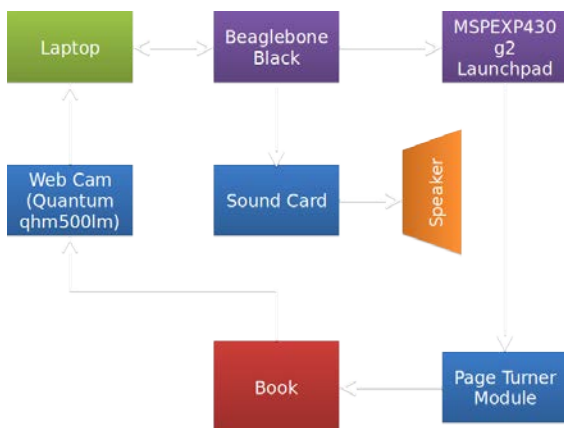 Laptop
Beaglebone
Black
MSPEXP430
g2
Launchpad
Web Cam
(Quantum
qhm500lm)
Sound Card
Speaker
Book
Page Turner
Module